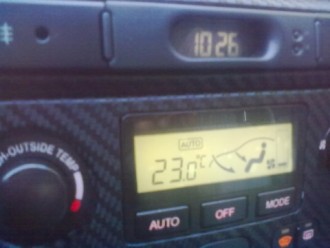 10:26
H-OUTSIDE TEMP
AUTO
23.0°C
AUTO OFF MODE